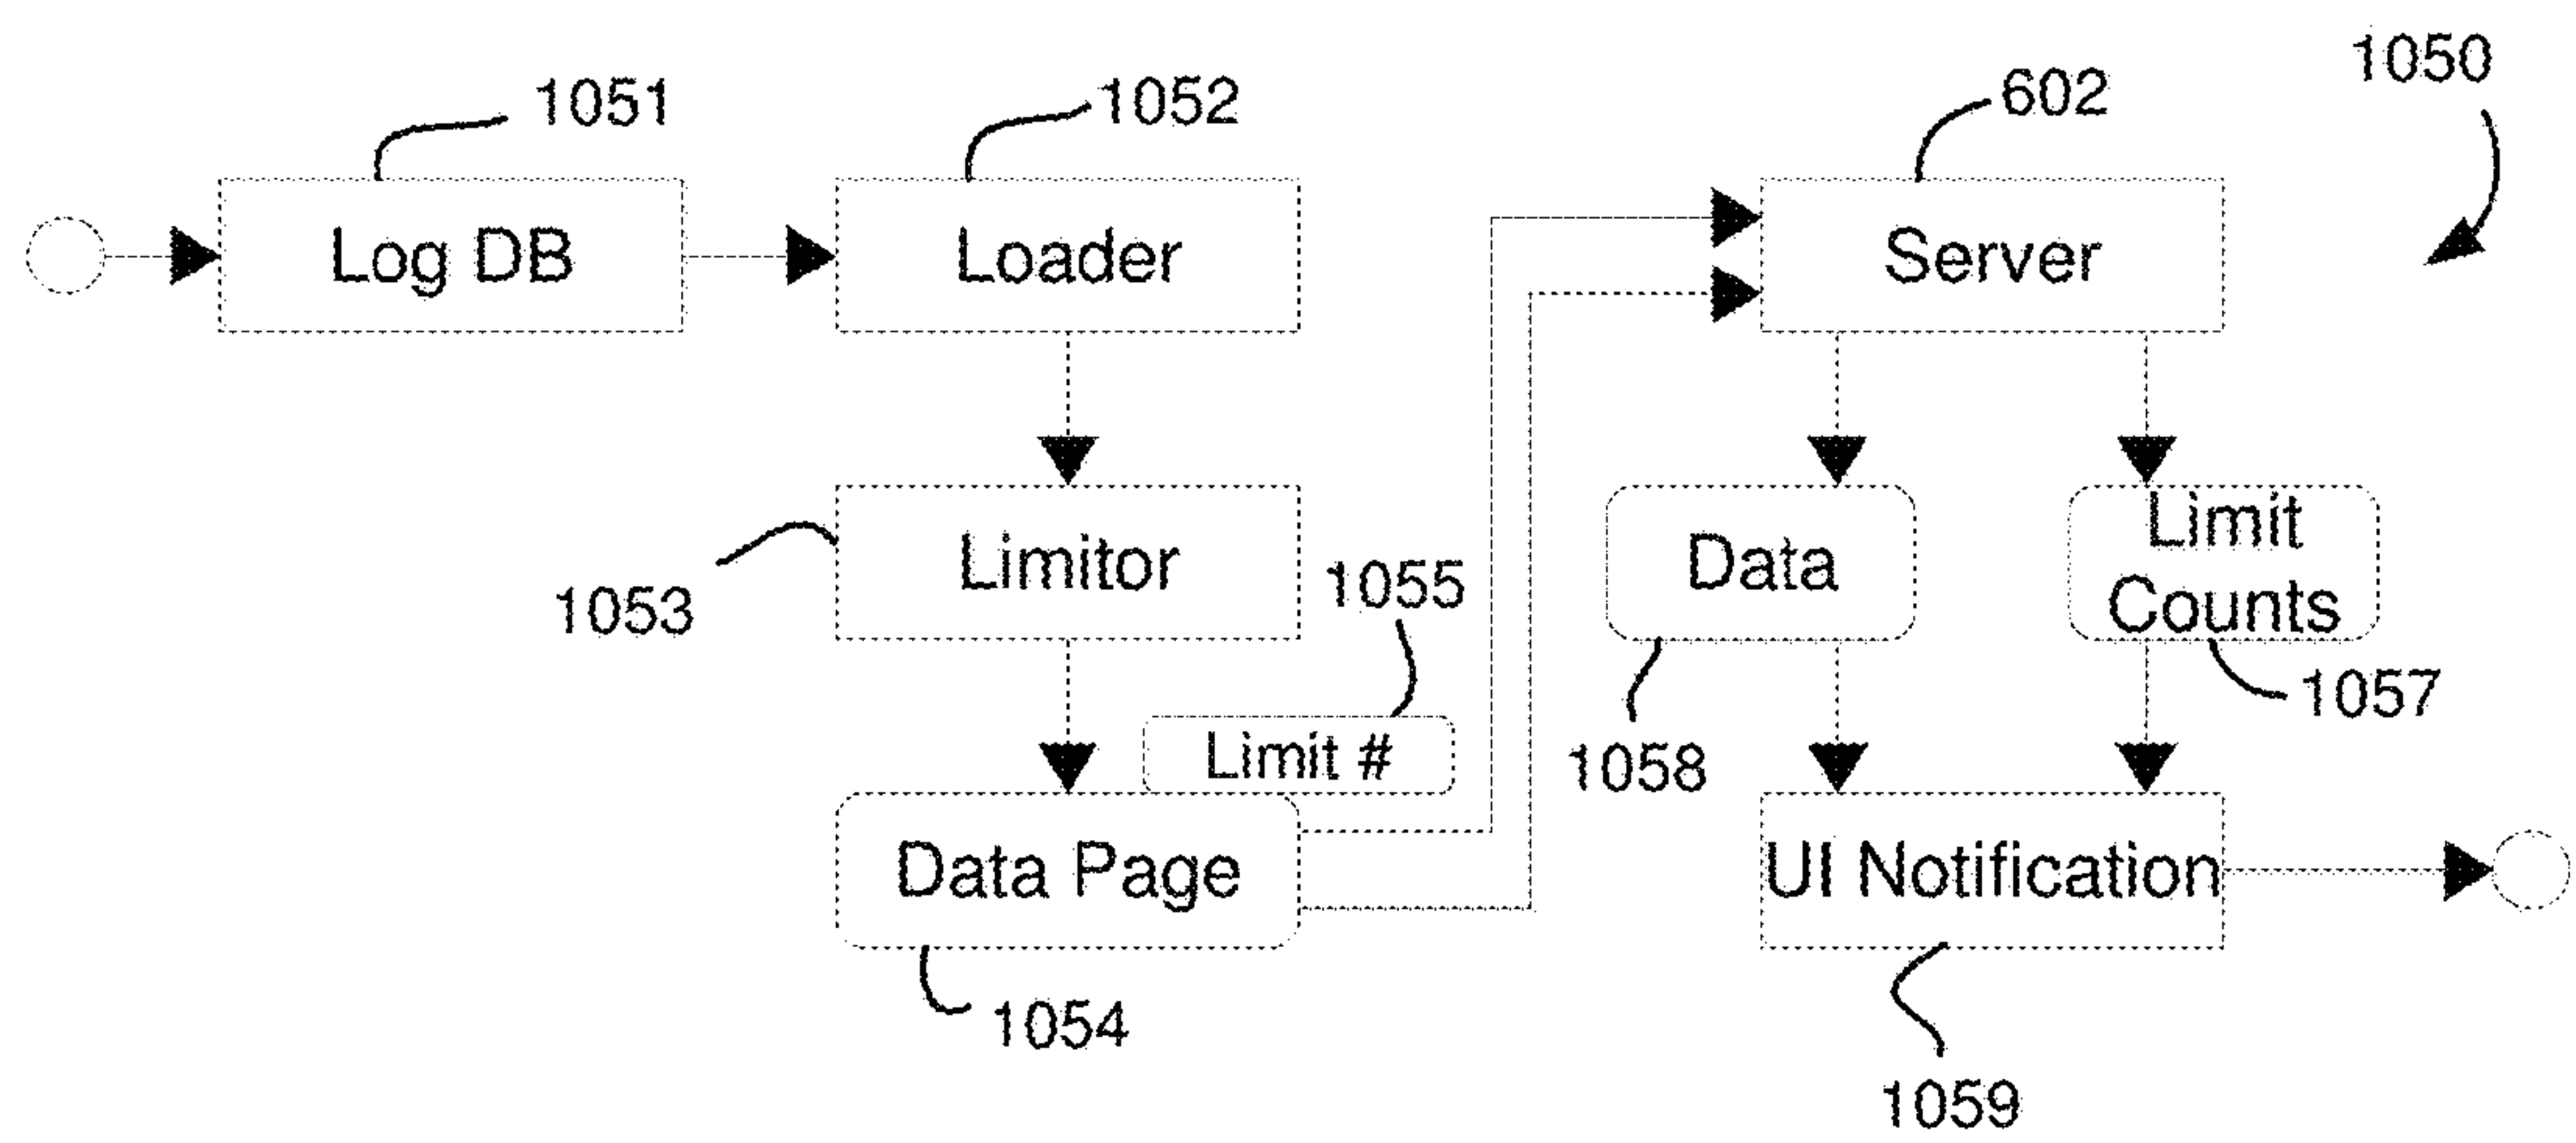 1050
1051
1052
602
Log DB
Loader
Server
Limitor
1053
1055
Data
Limit
Counts
1057
Limit #
1058
Data Page
UI Notification
1054
1059